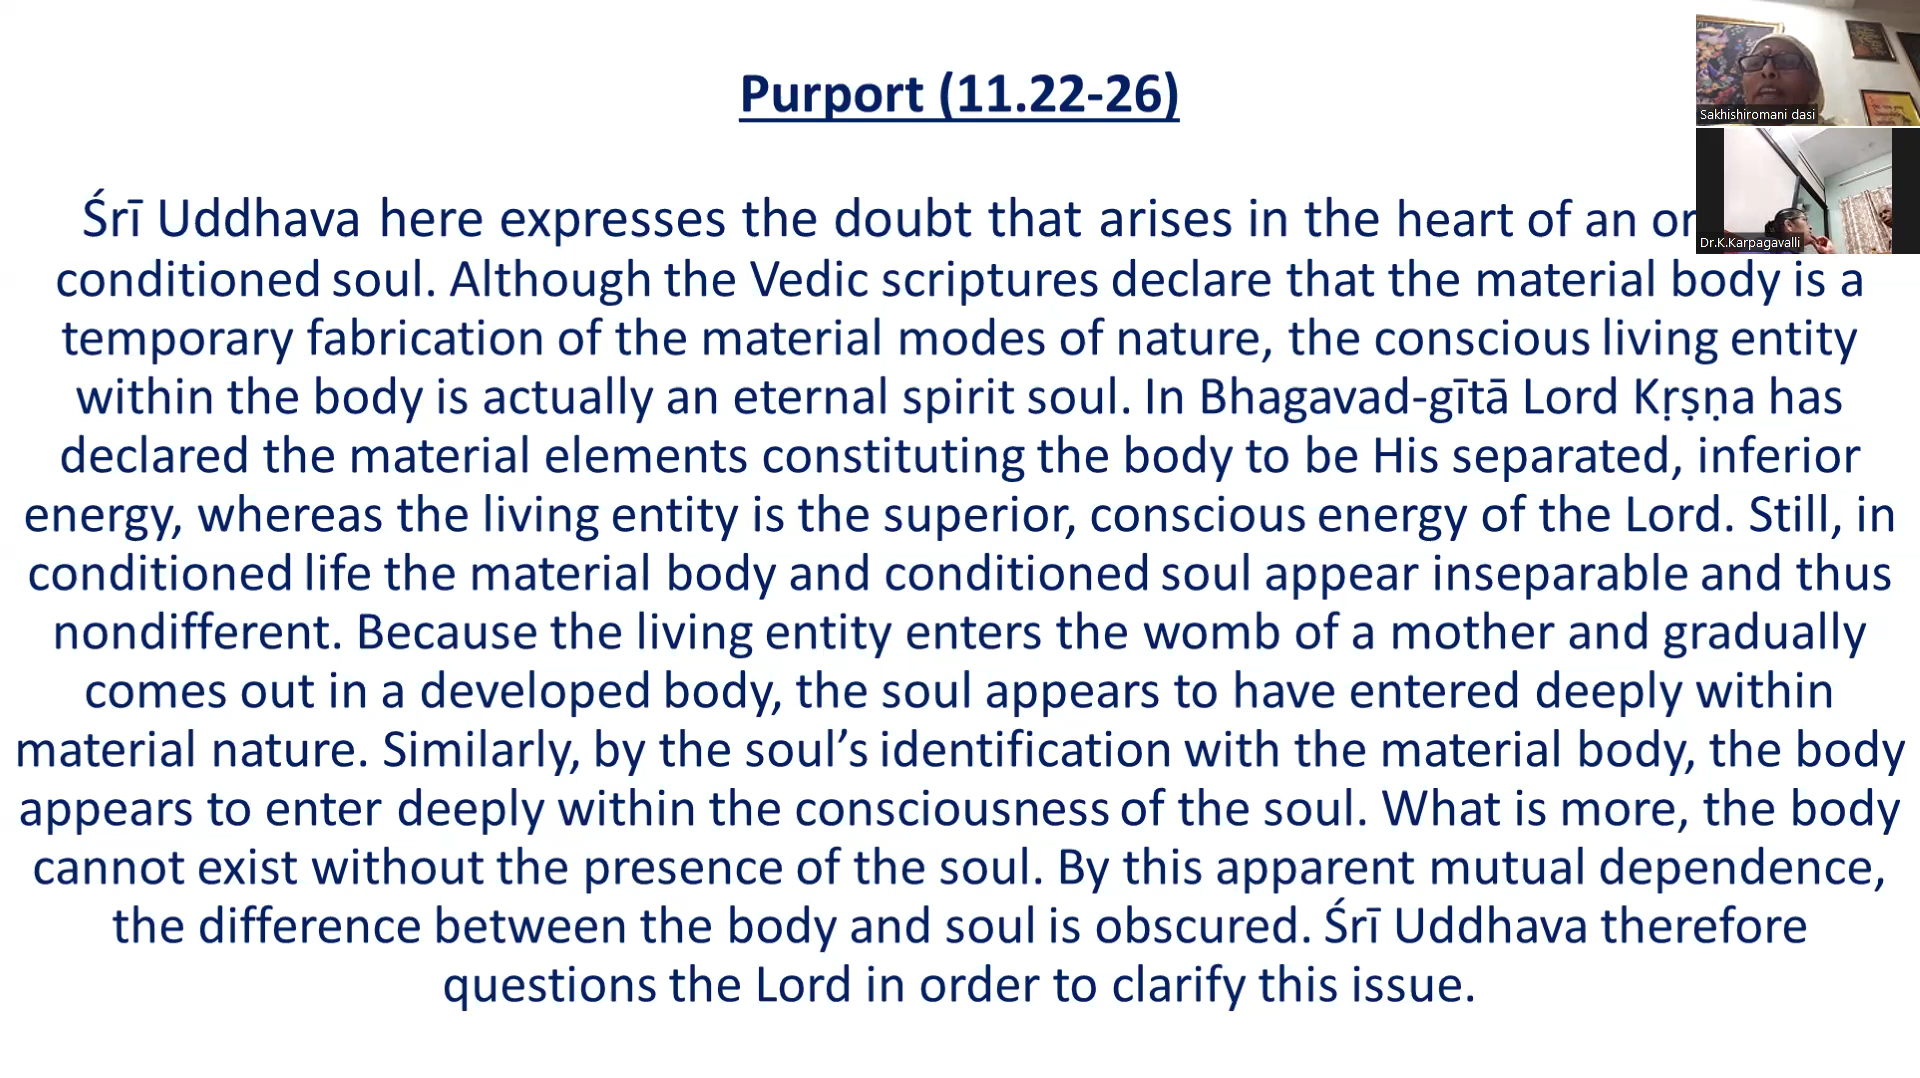 Purport (11.22-26)
Sakhishiromani dasi
Śrī Uddhava here expresses the doubt that arises in the heart of an or
Dr.K.Karpagavalli
conditioned soul. Although the Vedic scriptures declare that the material body is a
temporary fabrication of the material modes of nature, the conscious living entity
within the body is actually an eternal spirit soul. In Bhagavad-gītā Lord Kṛṣṇa has
declared the material elements constituting the body to be His separated, inferior
energy, whereas the living entity is the superior, conscious energy of the Lord. Still, in
conditioned life the material body and conditioned soul appear inseparable and thus
nondifferent. Because the living entity enters the womb of a mother and gradually
comes out in a developed body, the soul appears to have entered deeply within
material nature. Similarly, by the soul’s identification with the material body, the body
appears to enter deeply within the consciousness of the soul. What is more, the body
cannot exist without the presence of the soul. By this apparent mutual dependence,
the difference between the body and soul is obscured. Śrī Uddhava therefore
questions the Lord in order to clarify this issue.